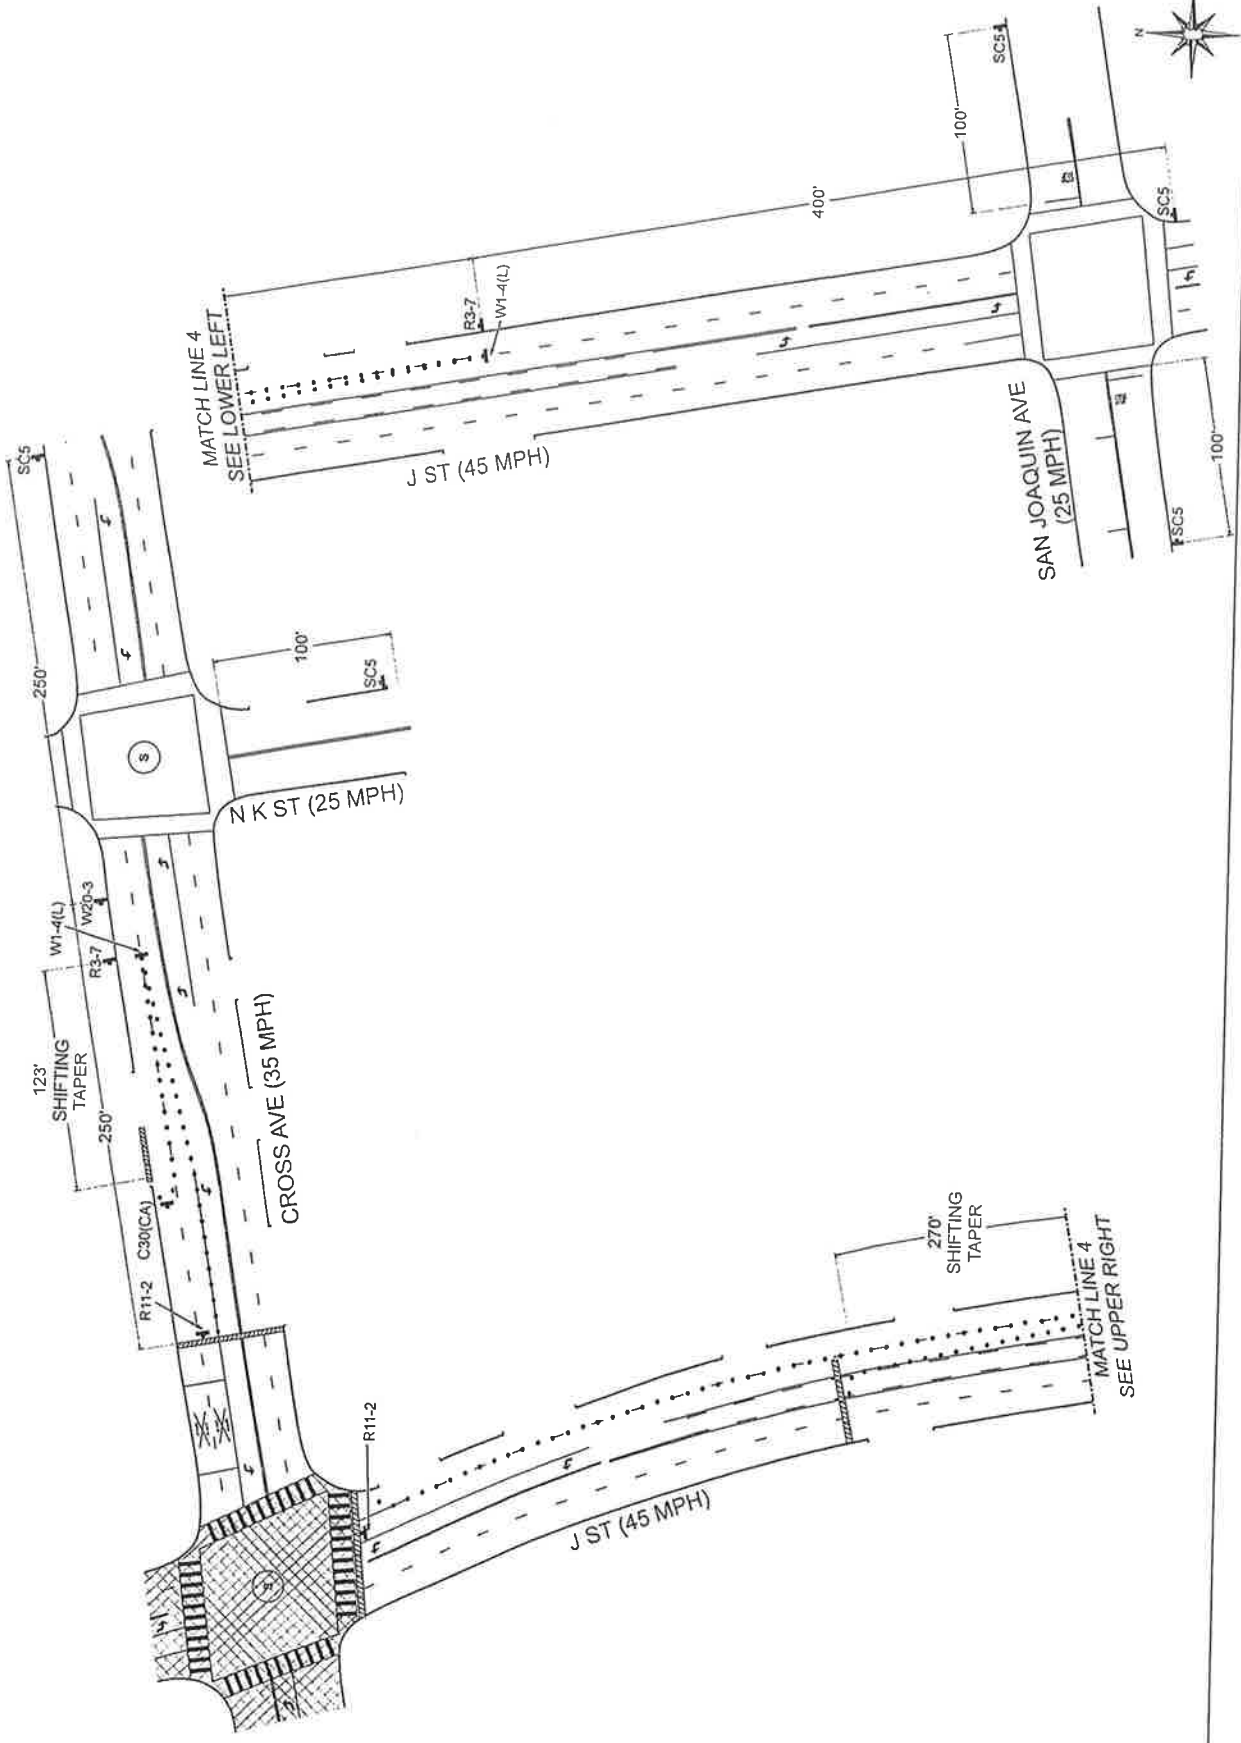 N
SC5
100'
SC5
400'
100'
SC5
SAN JOAQUIN AVE
(25 MPH)
MATCH LINE 4
SEE LOWER LEFT
R3-7
W1-4(L)
J ST (45 MPH)
SC5
250'
100'
SC5
S
N K ST (25 MPH)
W1-4(L)
W20-3
R3-7
123'
SHIFTING
TAPER
250'
C30(CA)
R11-2
CROSS AVE (35 MPH)
R11-2
J ST (45 MPH)
270'
SHIFTING
TAPER
MATCH LINE 4
SEE UPPER RIGHT